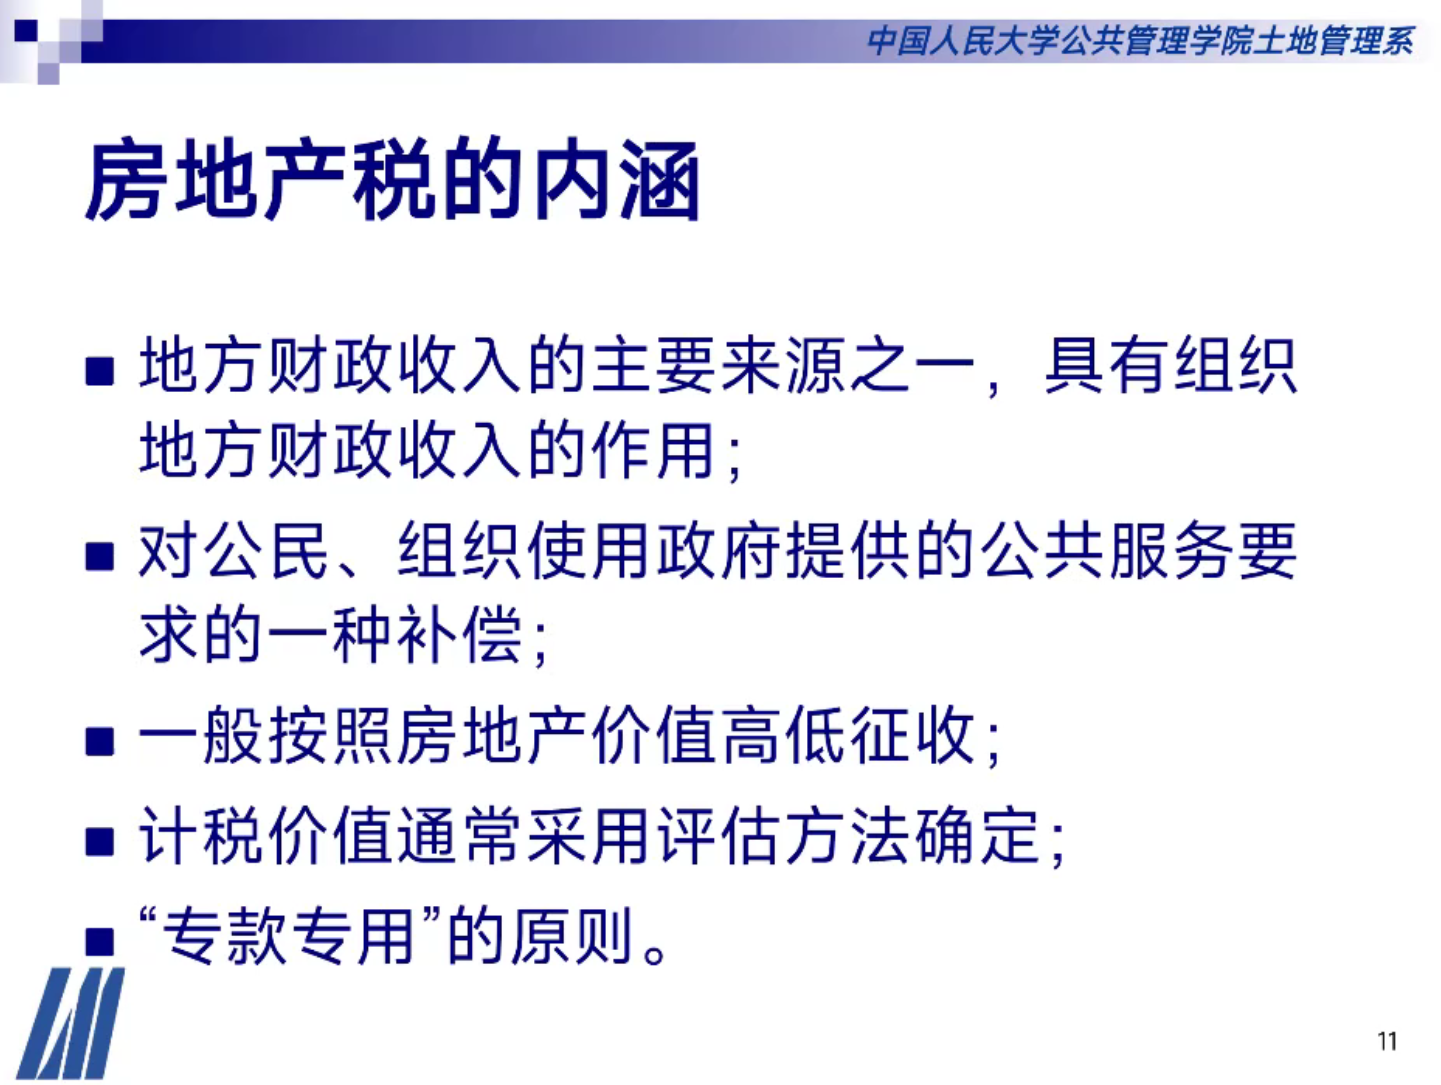 中国人民大学公共管理学院土地管理系
房地产税的内涵
地方财政收入的主要来源之一，具有组织
地方财政收入的作用；
对公民、组织使用政府提供的公共服务要
求的一种补偿；
一般按照房地产价值高低征收；
计税价值通常采用评估方法确定；
“专款专用”的原则。
11